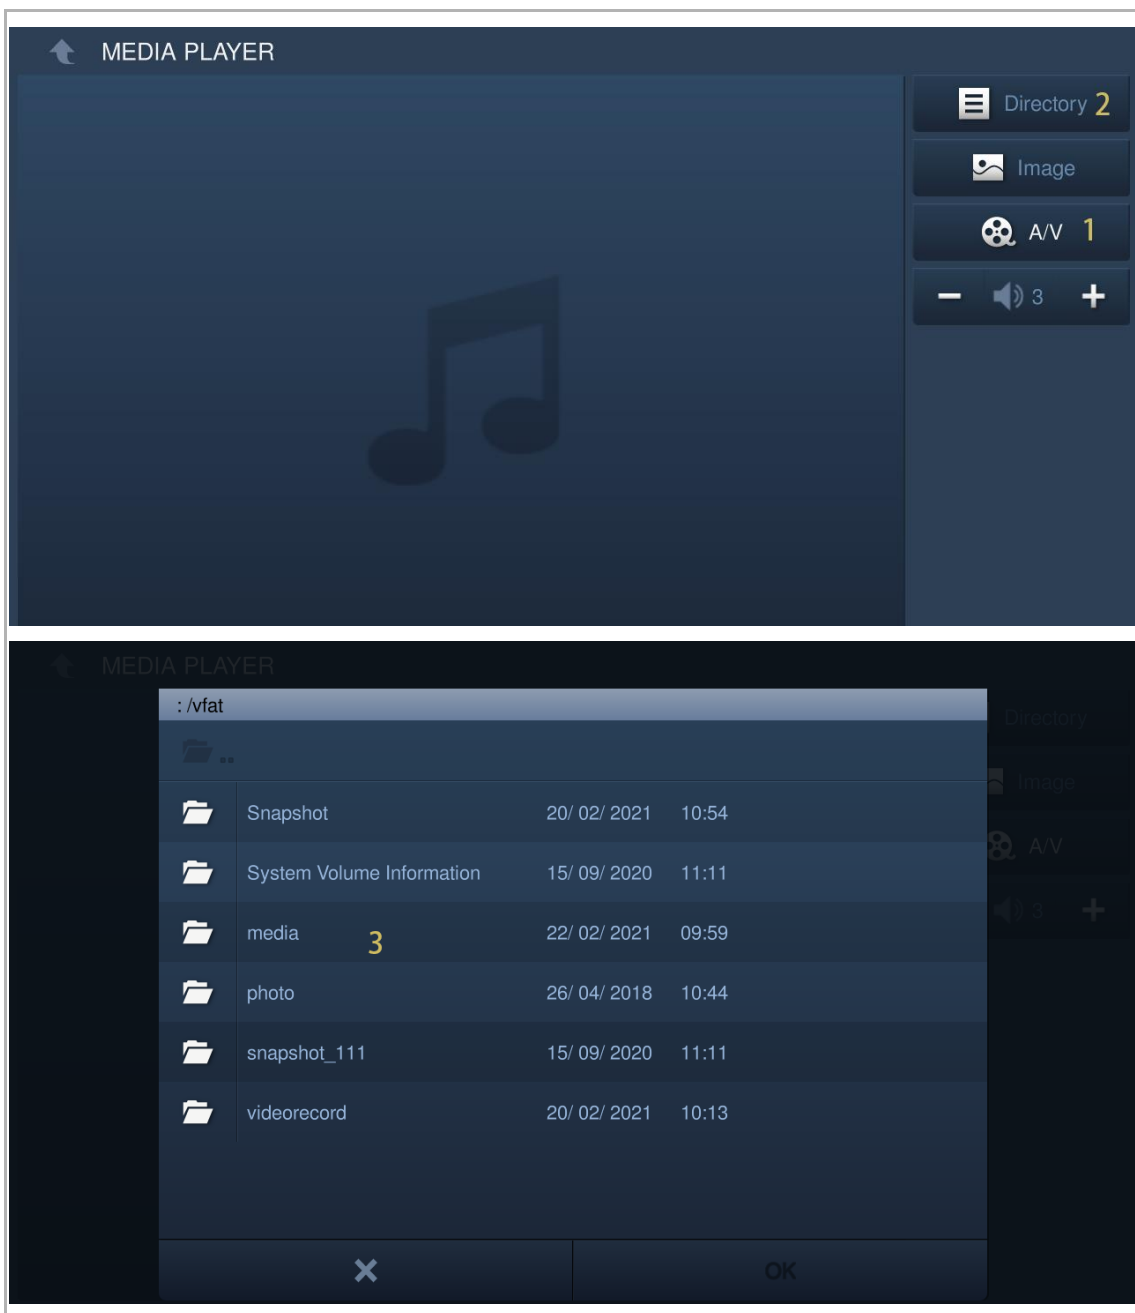 MEDIA PLAYER
Directory 2
Image
A/V 1
3
MEDIA PLAYER
: /vfat
Directory
..
Image
Snapshot 20/ 02/ 2021 10:54
A/V
System Volume Information 15/ 09/ 2020 11:11
3
media 3 22/ 02/ 2021 09:59
photo 26/ 04/ 2018 10:44
snapshot_111 15/ 09/ 2020 11:11
videorecord 20/ 02/ 2021 10:13
OK